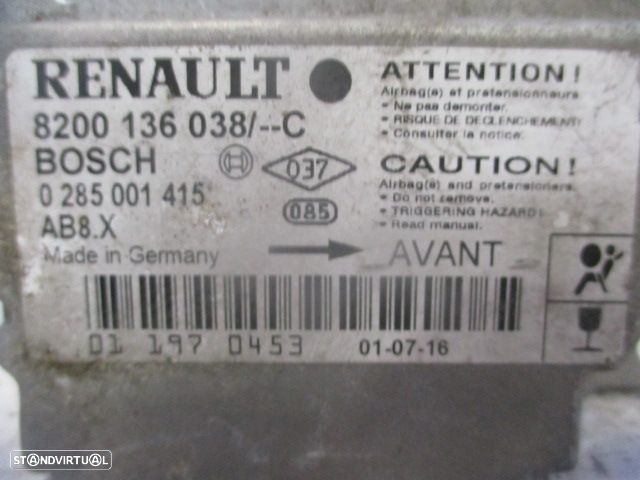 RENAULT
8200 136 038/--C
BOSCH
0 285 001 415
AB8.X
Made in Germany
037
085
ATTENTION!
Airbag(s) et pretensionneurs
• Ne pas demonter.
• RISQUE DE DECLENCHEMENT!
• Consulter la notice.
CAUTION!
Airbag(s) and pretensioners.
• Do not remove.
• TRIGGERING HAZARD!
• Read manual.
AVANT
01 197 0453
01-07-16
STANDVIRTUAL